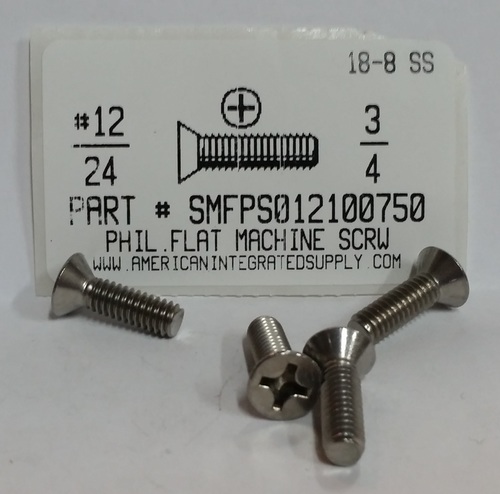 18-8 SS
#12
24
3
4
PART # SMFPS012100750
PHIL.FLAT MACHINE SCRW
WWW.AMERICANINTEGRATEDSUPPLY.COM